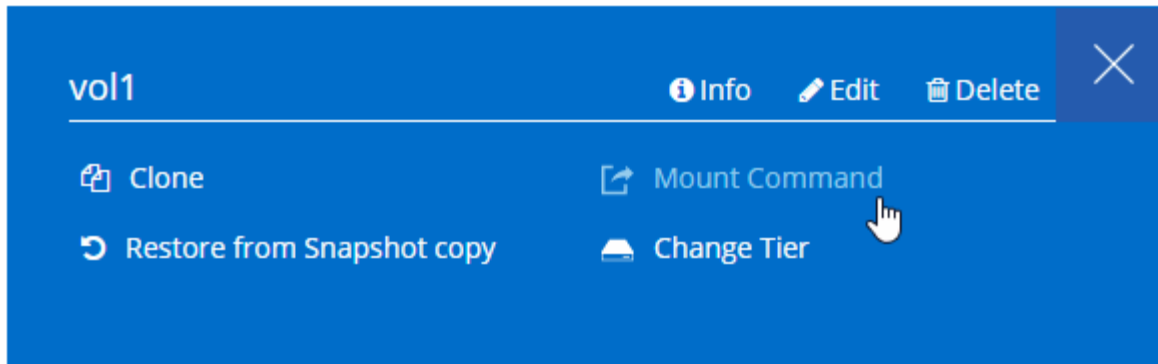 vol1 Info Edit Delete
Clone Mount Command
Restore from Snapshot copy Change Tier